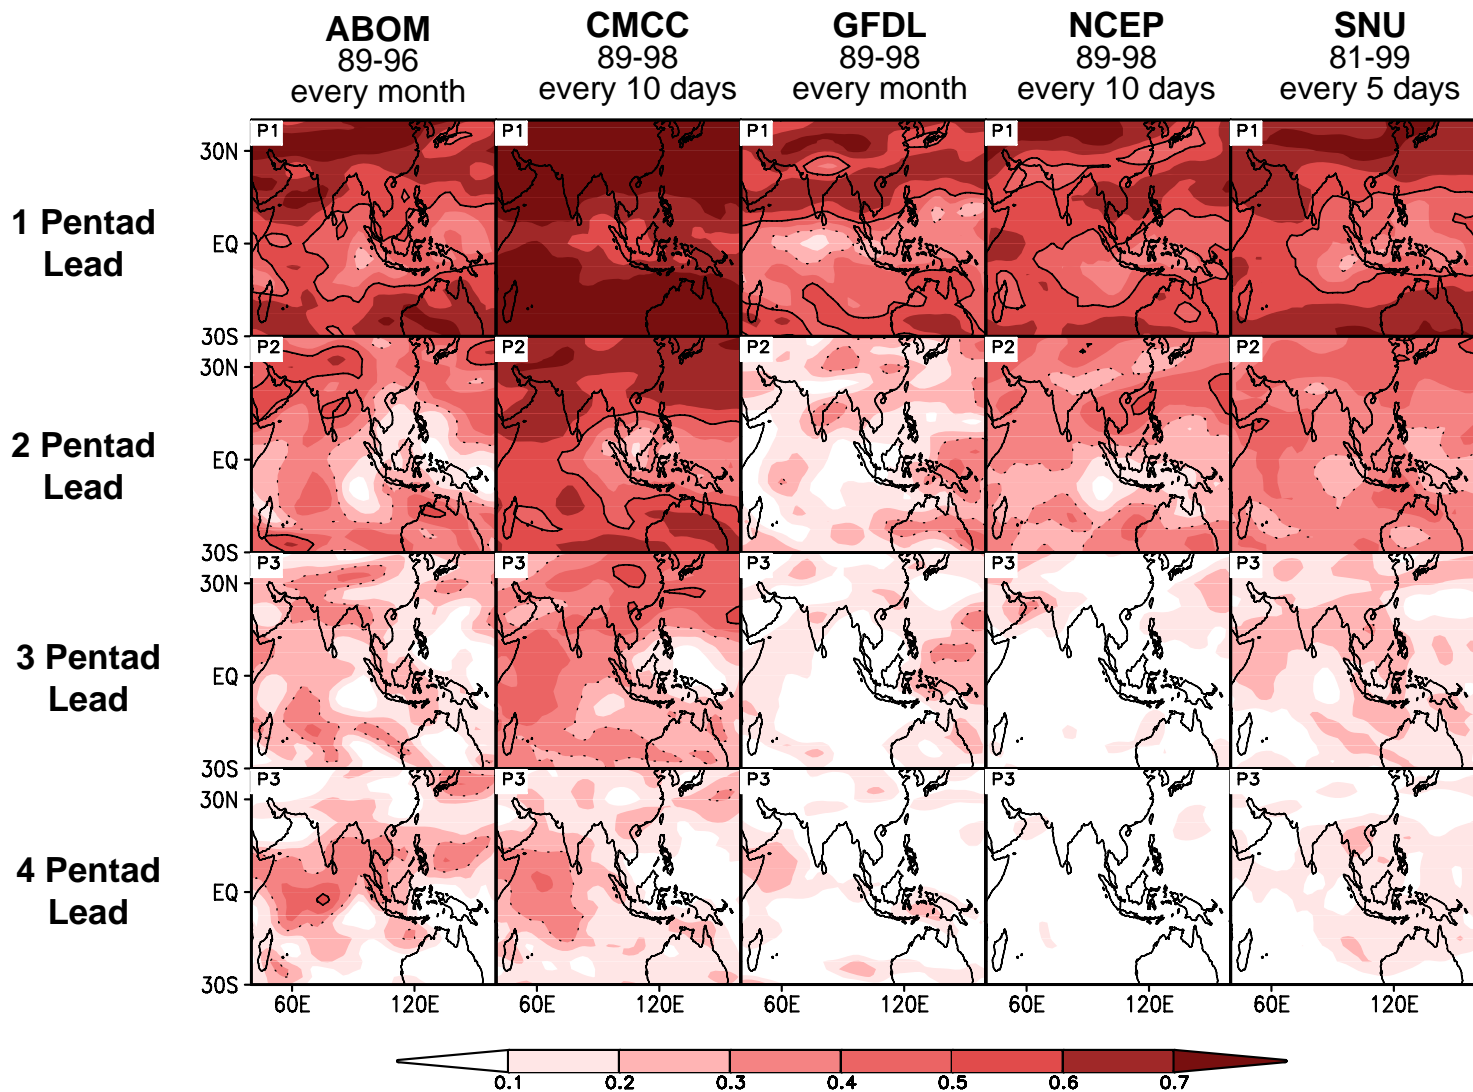 ABOM CMCC GFDL NCEP SNU
89-96 89-98 89-98 89-98 81-99
every month every 10 days every month every 10 days every 5 days
P1 P1 P1 P1 P1
30N
1 Pentad
Lead
EQ
30S
P2 P2 P2 P2 P2
30N
2 Pentad
Lead
EQ
30S
P3 P3 P3 P3 P3
30N
3 Pentad
Lead
EQ
30S
P3 P3 P3 P3 P3
30N
4 Pentad
Lead
EQ
30S
60E 120E 60E 120E 60E 120E 60E 120E 60E 120E
0.1 0.2 0.3 0.4 0.5 0.6 0.7